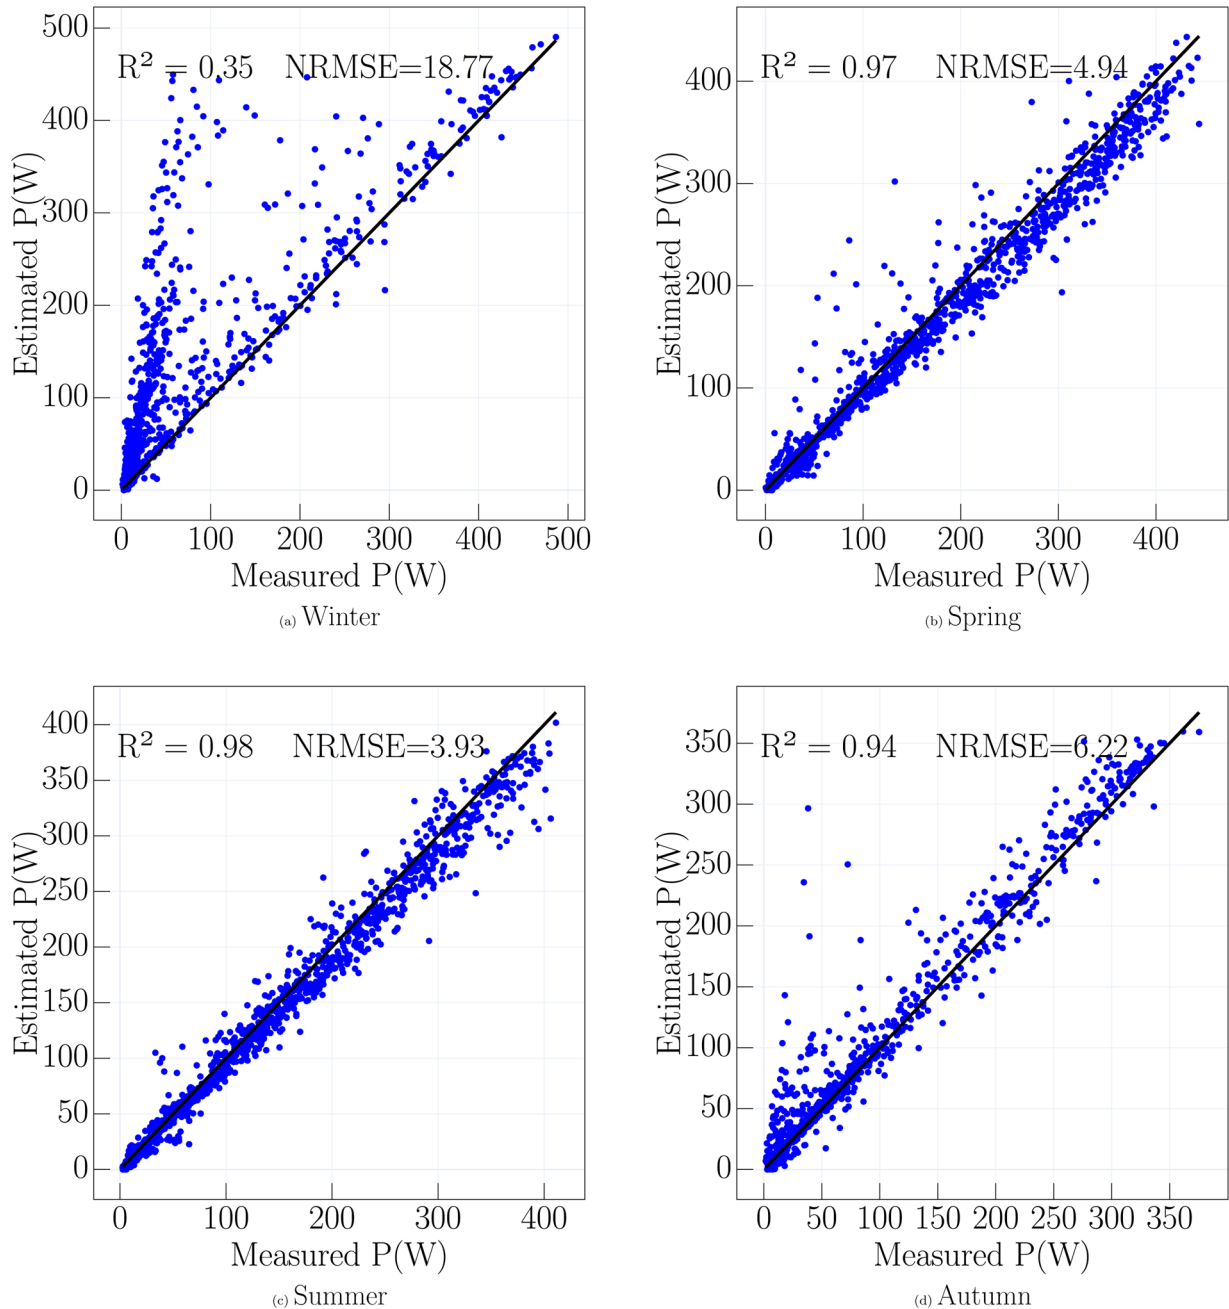 R² = 0.35 NRMSE=18.77
Estimated P(W)
500
400
300
200
100
0
0 100 200 300 400 500
Measured P(W)
(a) Winter
R² = 0.97 NRMSE=4.94
Estimated P(W)
400
300
200
100
0
0 100 200 300 400
Measured P(W)
(b) Spring
R² = 0.98 NRMSE=3.93
Estimated P(W)
400
350
300
250
200
150
100
50
0
0 100 200 300 400
Measured P(W)
(c) Summer
R² = 0.94 NRMSE=6.22
Estimated P(W)
350
300
250
200
150
100
50
0
0 50 100 150 200 250 300 350
Measured P(W)
(d) Autumn